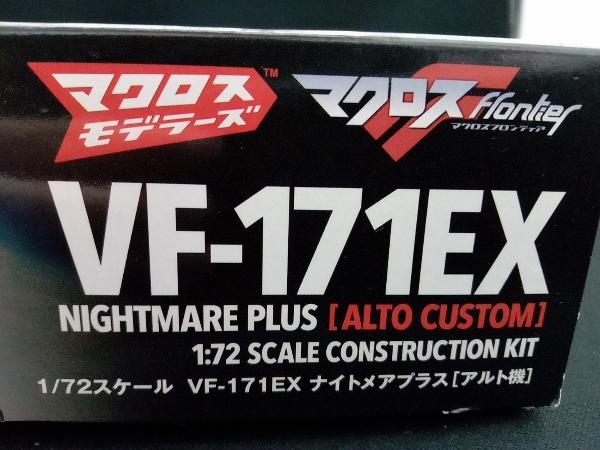 マクロス
モデラーズ™
マクロス Frontier
マクロスフロンティア
VF-171EX
NIGHTMARE PLUS [ALTO CUSTOM]
1:72 SCALE CONSTRUCTION KIT
1/72スケール VF-171EX ナイトメアプラス[アルト機]